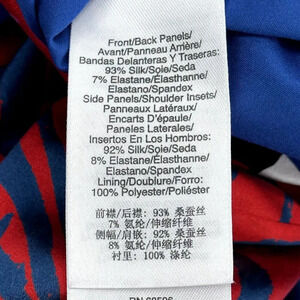 Front/Back Panels/
Avant/Panneau Arrière/
Bandas Delanteras Y Traseras:
93% Silk/Soie/Seda
7% Elastane/Élasthanne/
Elastano/Spandex
Side Panels/Shoulder Insets/
Panneaux Latéraux/
Encarts D'épaule/
Paneles Laterales/
Insertos En Los Hombros:
92% Silk/Soie/Seda
8% Elastane/Élasthanne/
Elastano/Spandex
Lining/Doublure/Forro:
100% Polyester/Poliéster
前襟/后襟: 93% 桑蚕丝
7% 氨纶/伸缩纤维
侧幅/肩嵌: 92% 桑蚕丝
8% 氨纶/伸缩纤维
衬里: 100% 涤纶